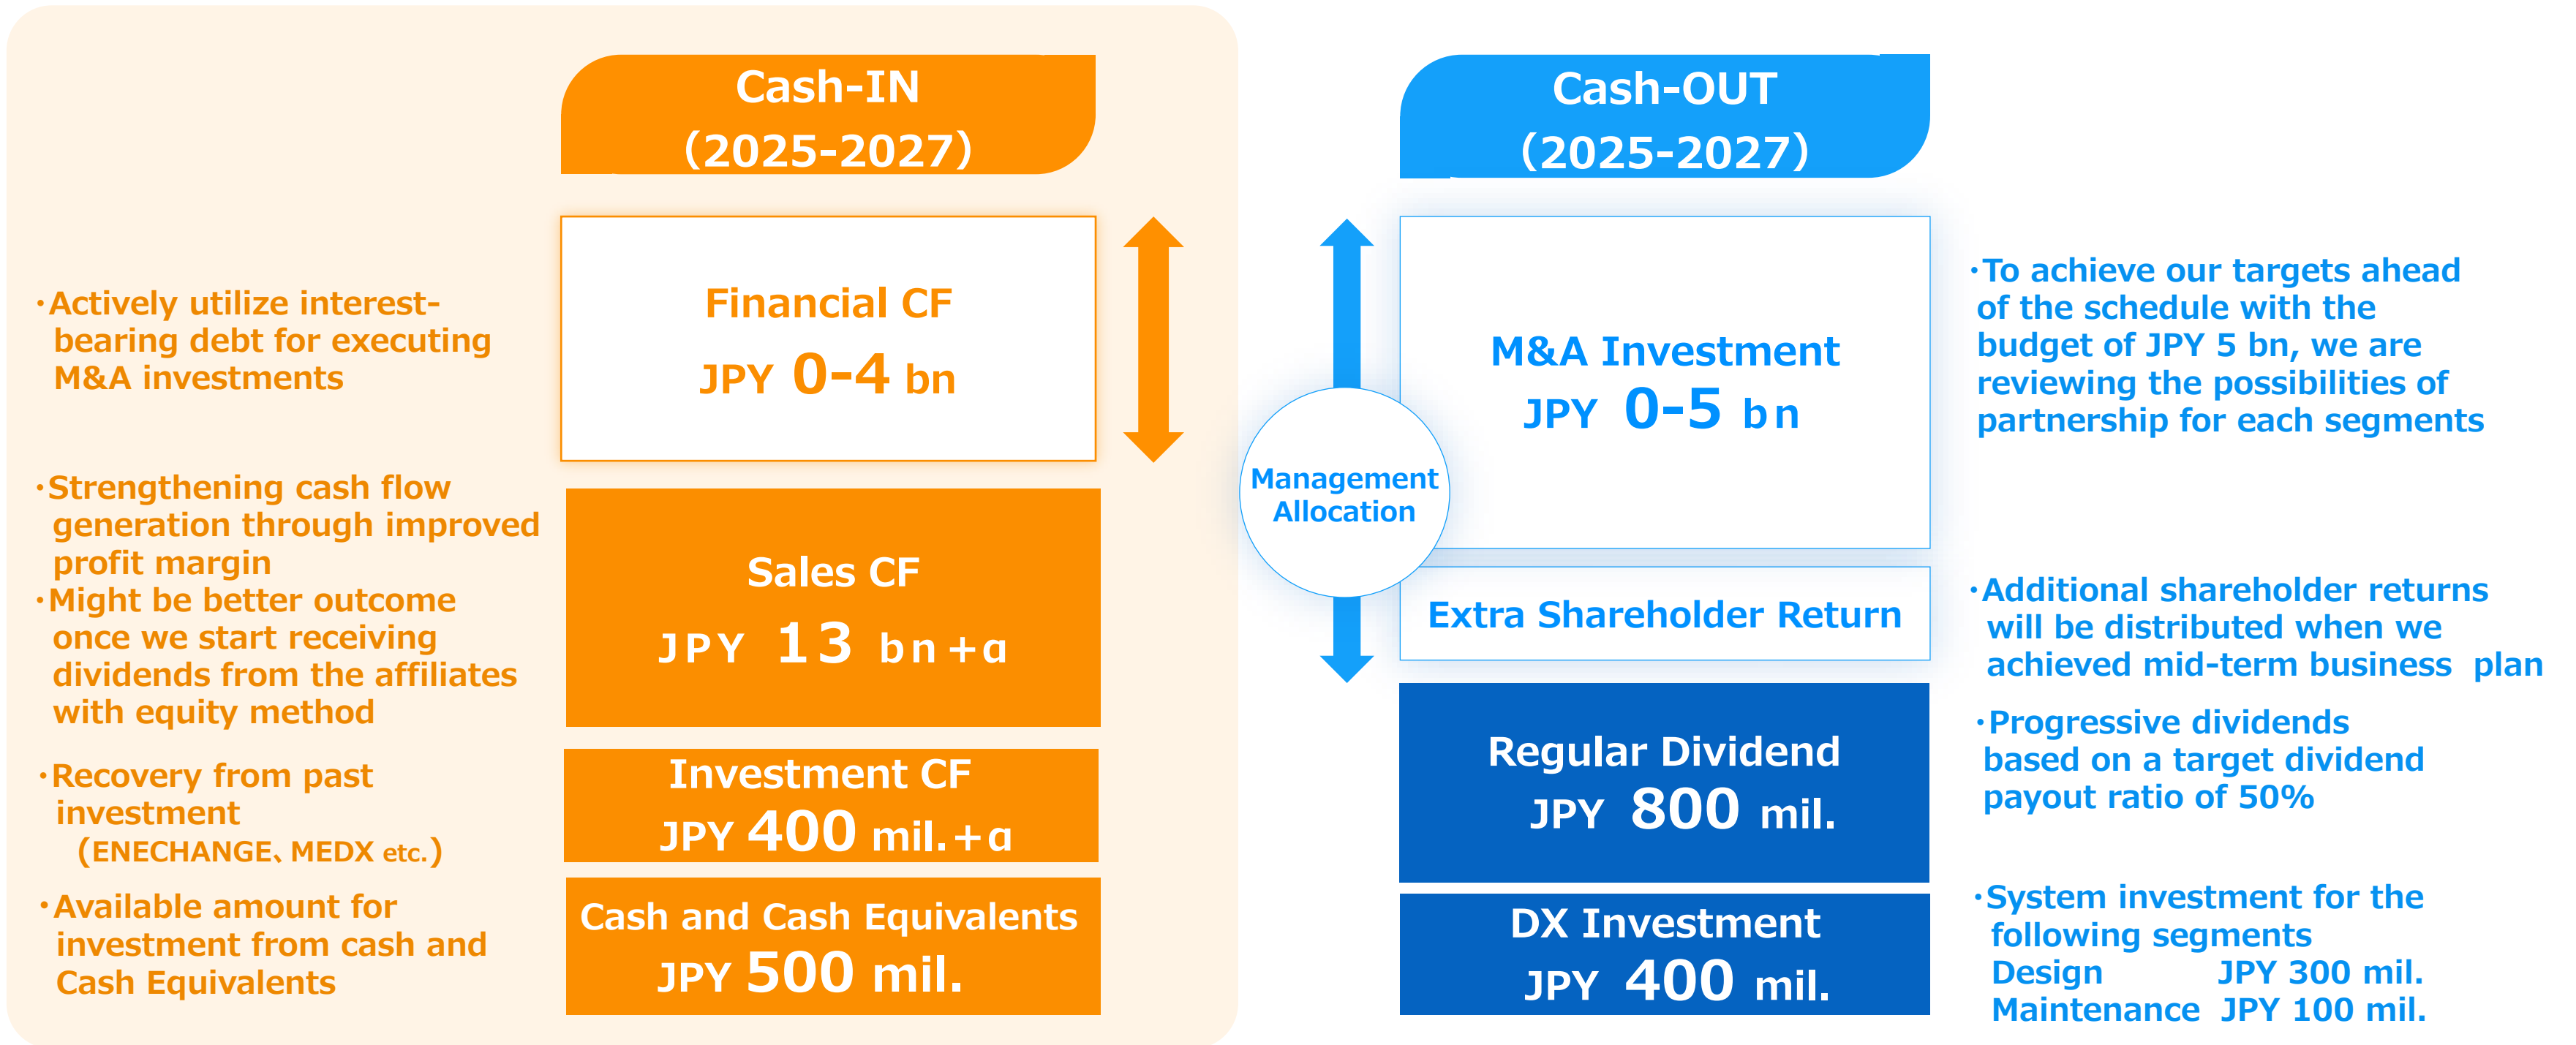 Cash-IN
(2025-2027)
・Actively utilize interest-
bearing debt for executing
M&A investments
Financial CF
JPY 0-4 bn
・Strengthening cash flow
generation through improved
profit margin
・Might be better outcome
once we start receiving
dividends from the affiliates
with equity method
Sales CF
JPY 13 bn+α
・Recovery from past
investment
(ENECHANGE、MEDX etc.)
Investment CF
JPY 400 mil.+α
・Available amount for
investment from cash and
Cash Equivalents
Cash and Cash Equivalents
JPY 500 mil.
Cash-OUT
(2025-2027)
Management
Allocation
M&A Investment
JPY 0-5 bn
・To achieve our targets ahead
of the schedule with the
budget of JPY 5 bn, we are
reviewing the possibilities of
partnership for each segments
Extra Shareholder Return
・Additional shareholder returns
will be distributed when we
achieved mid-term business plan
Regular Dividend
JPY 800 mil.
・Progressive dividends
based on a target dividend
payout ratio of 50%
DX Investment
JPY 400 mil.
・System investment for the
following segments
Design JPY 300 mil.
Maintenance JPY 100 mil.